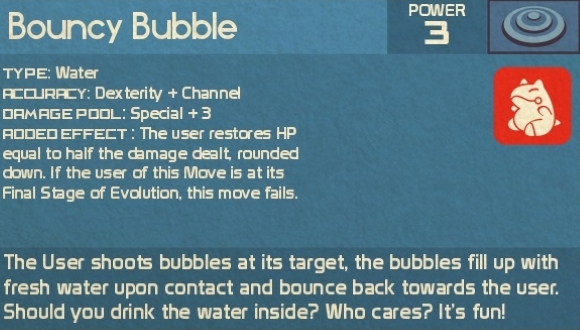 Bouncy Bubble
POWER
3
TYPE: Water
ACCURACY: Dexterity + Channel
DAMAGE POOL: Special + 3
ADDED EFFECT : The user restores HP
equal to half the damage dealt, rounded
down. If the user of this Move is at its
Final Stage of Evolution, this move fails.
The User shoots bubbles at its target, the bubbles fill up with
fresh water upon contact and bounce back towards the user.
Should you drink the water inside? Who cares? It's fun!